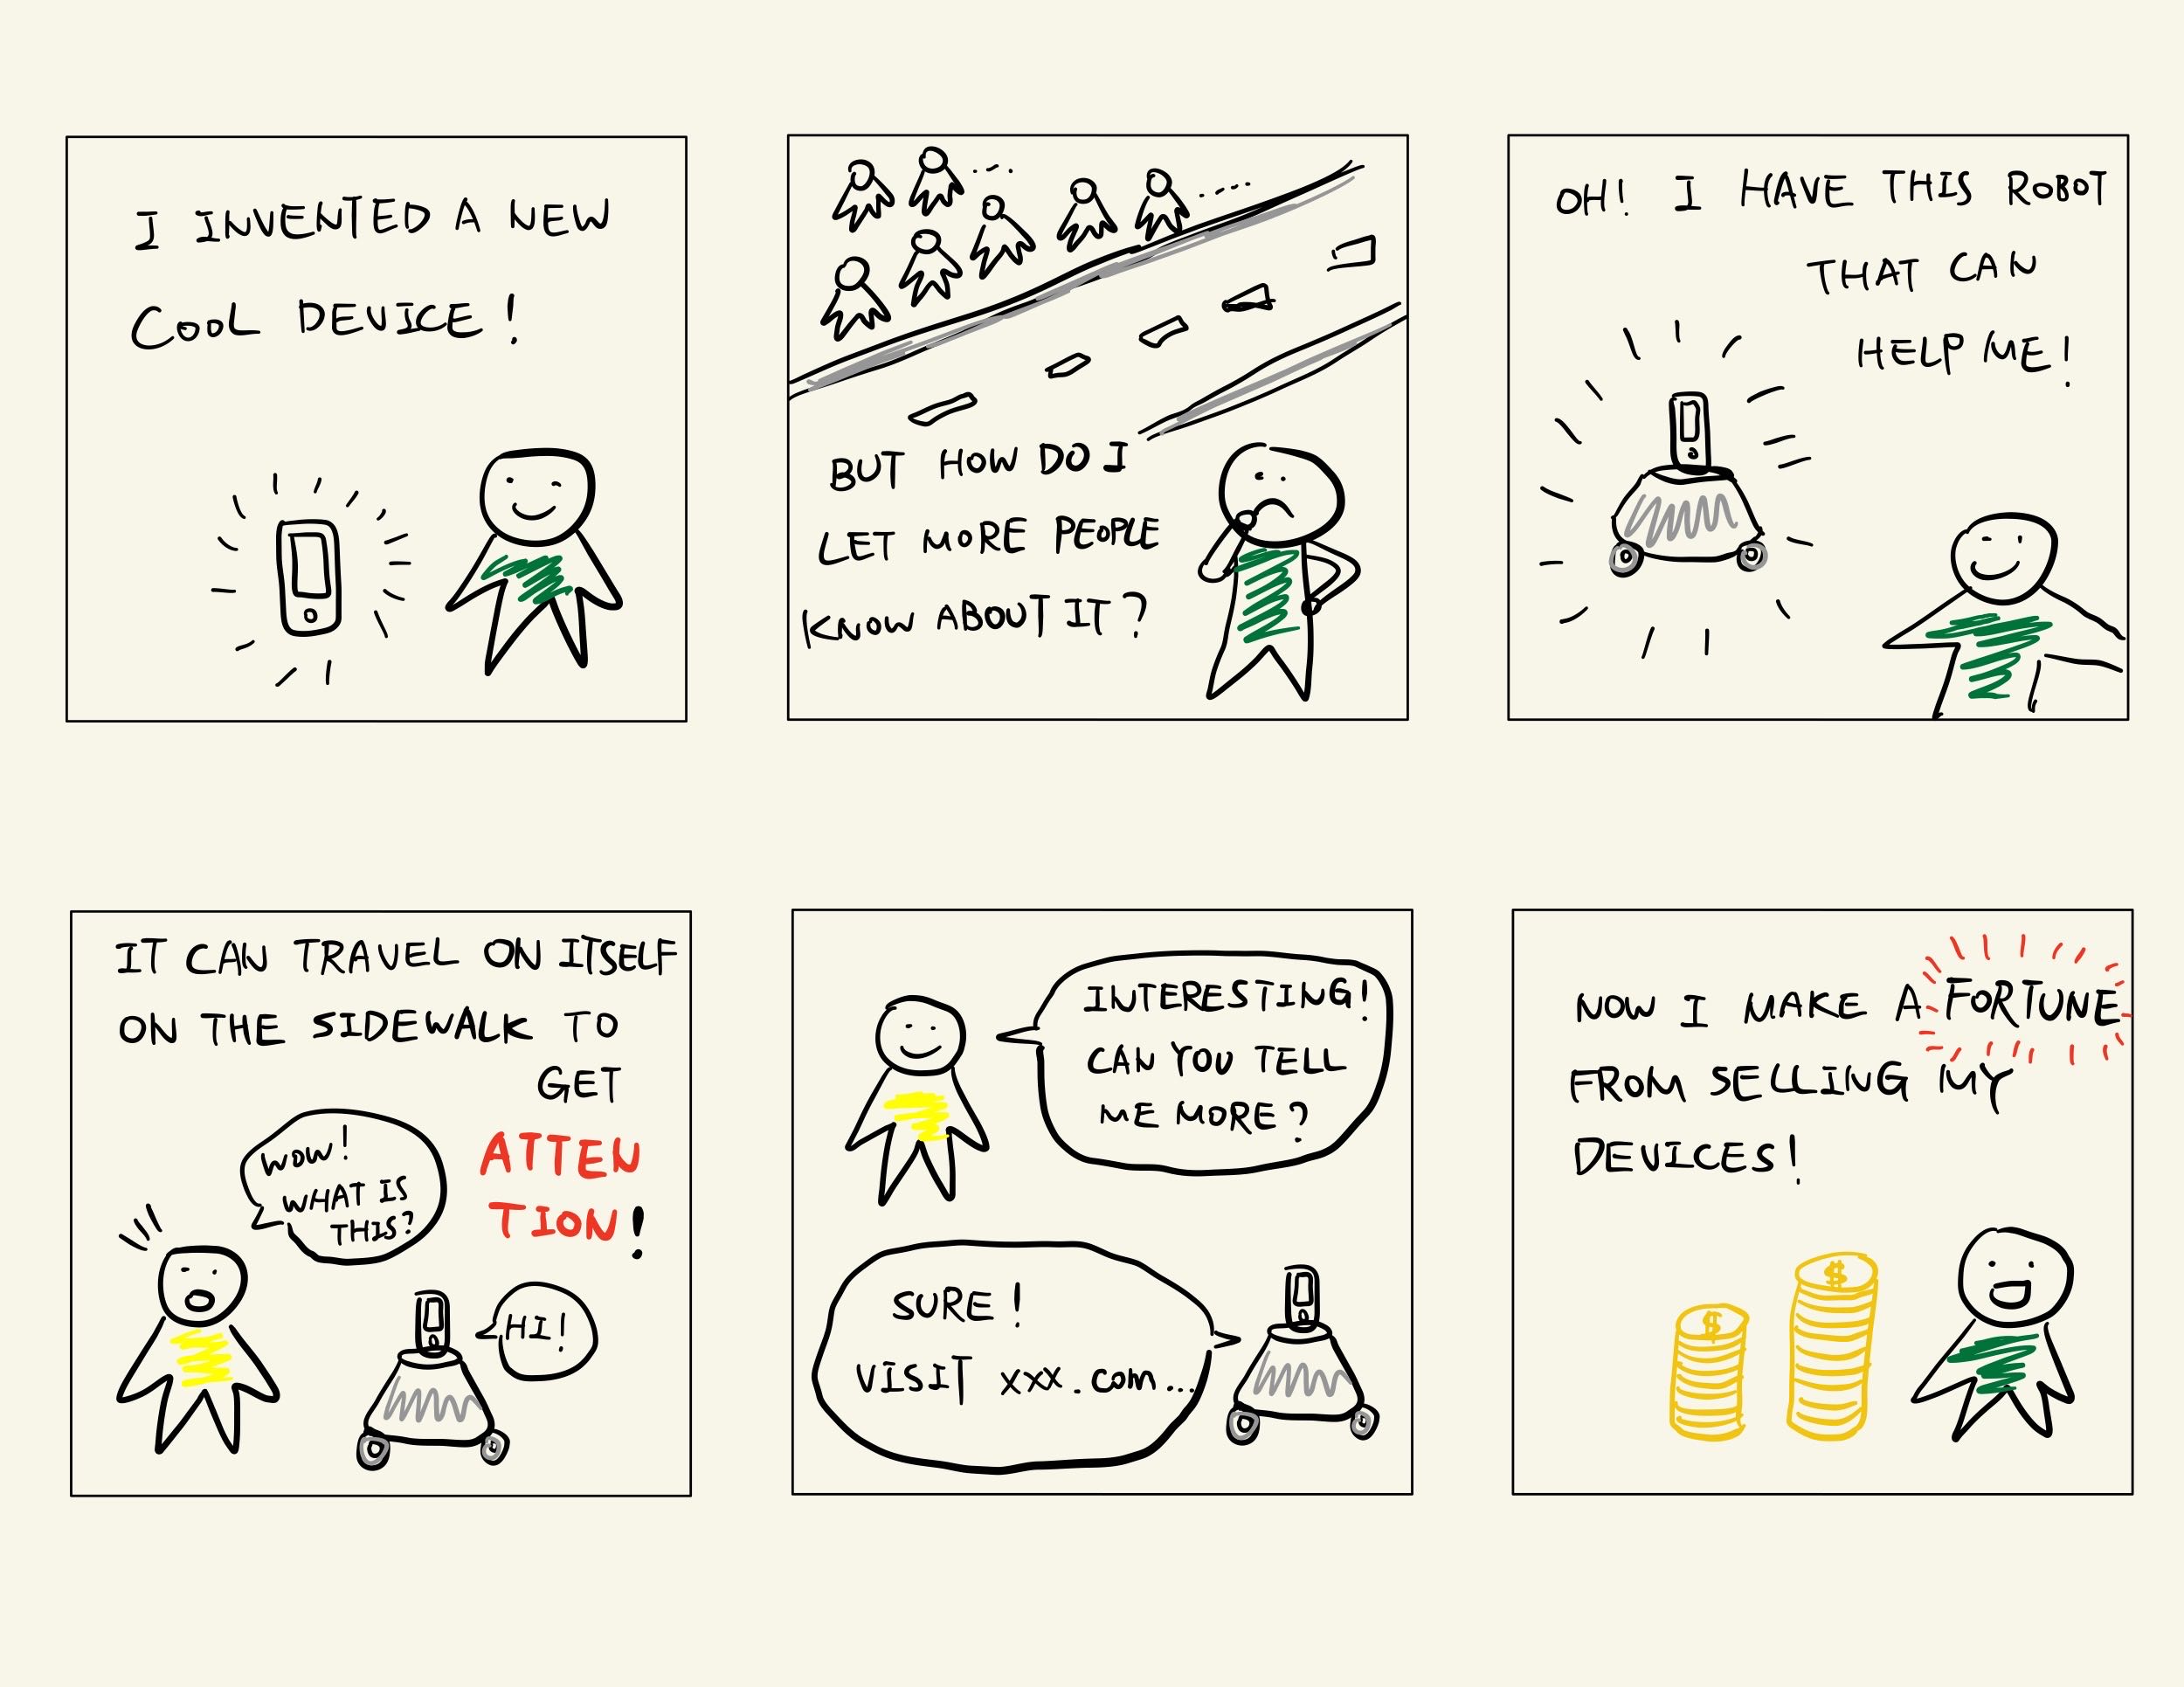 I INVENTED A NEW
COOL DEVICE!
BUT HOW DO I
LET MORE PEOPLE
KNOW ABOUT IT?
OH! I HAVE THIS ROBOT
THAT CAN
HELP ME!
IT CAN TRAVEL ON ITSELF
ON THE SIDEWALK TO
GET
ATTEN
TION!
WOW!
WHAT IS
THIS?
HI!
INTERESTING!
CAN YOU TELL
ME MORE?
SURE!
VISIT XXX.COM...
NOW I MAKE A FORTUNE
FROM SELLING MY
DEVICES!
$
$